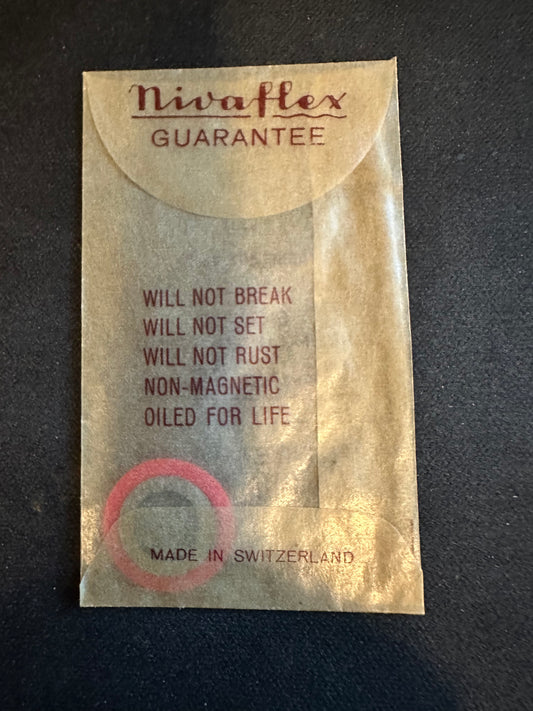 Nivaflex
GUARANTEE
WILL NOT BREAK
WILL NOT SET
WILL NOT RUST
NON-MAGNETIC
OILED FOR LIFE
MADE IN SWITZERLAND